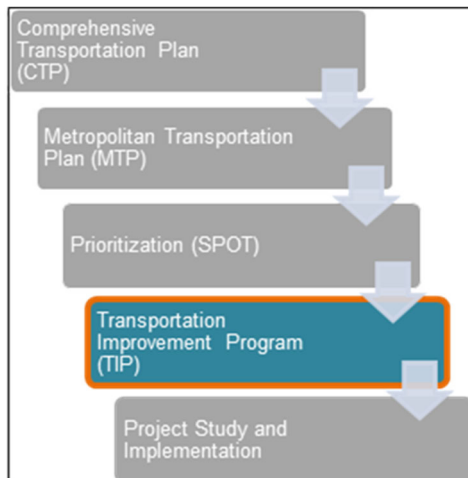 Comprehensive
Transportation Plan
(CTP)
Metropolitan Transportation
Plan (MTP)
Prioritization (SPOT)
Transportation
Improvement Program
(TIP)
Project Study and
Implementation